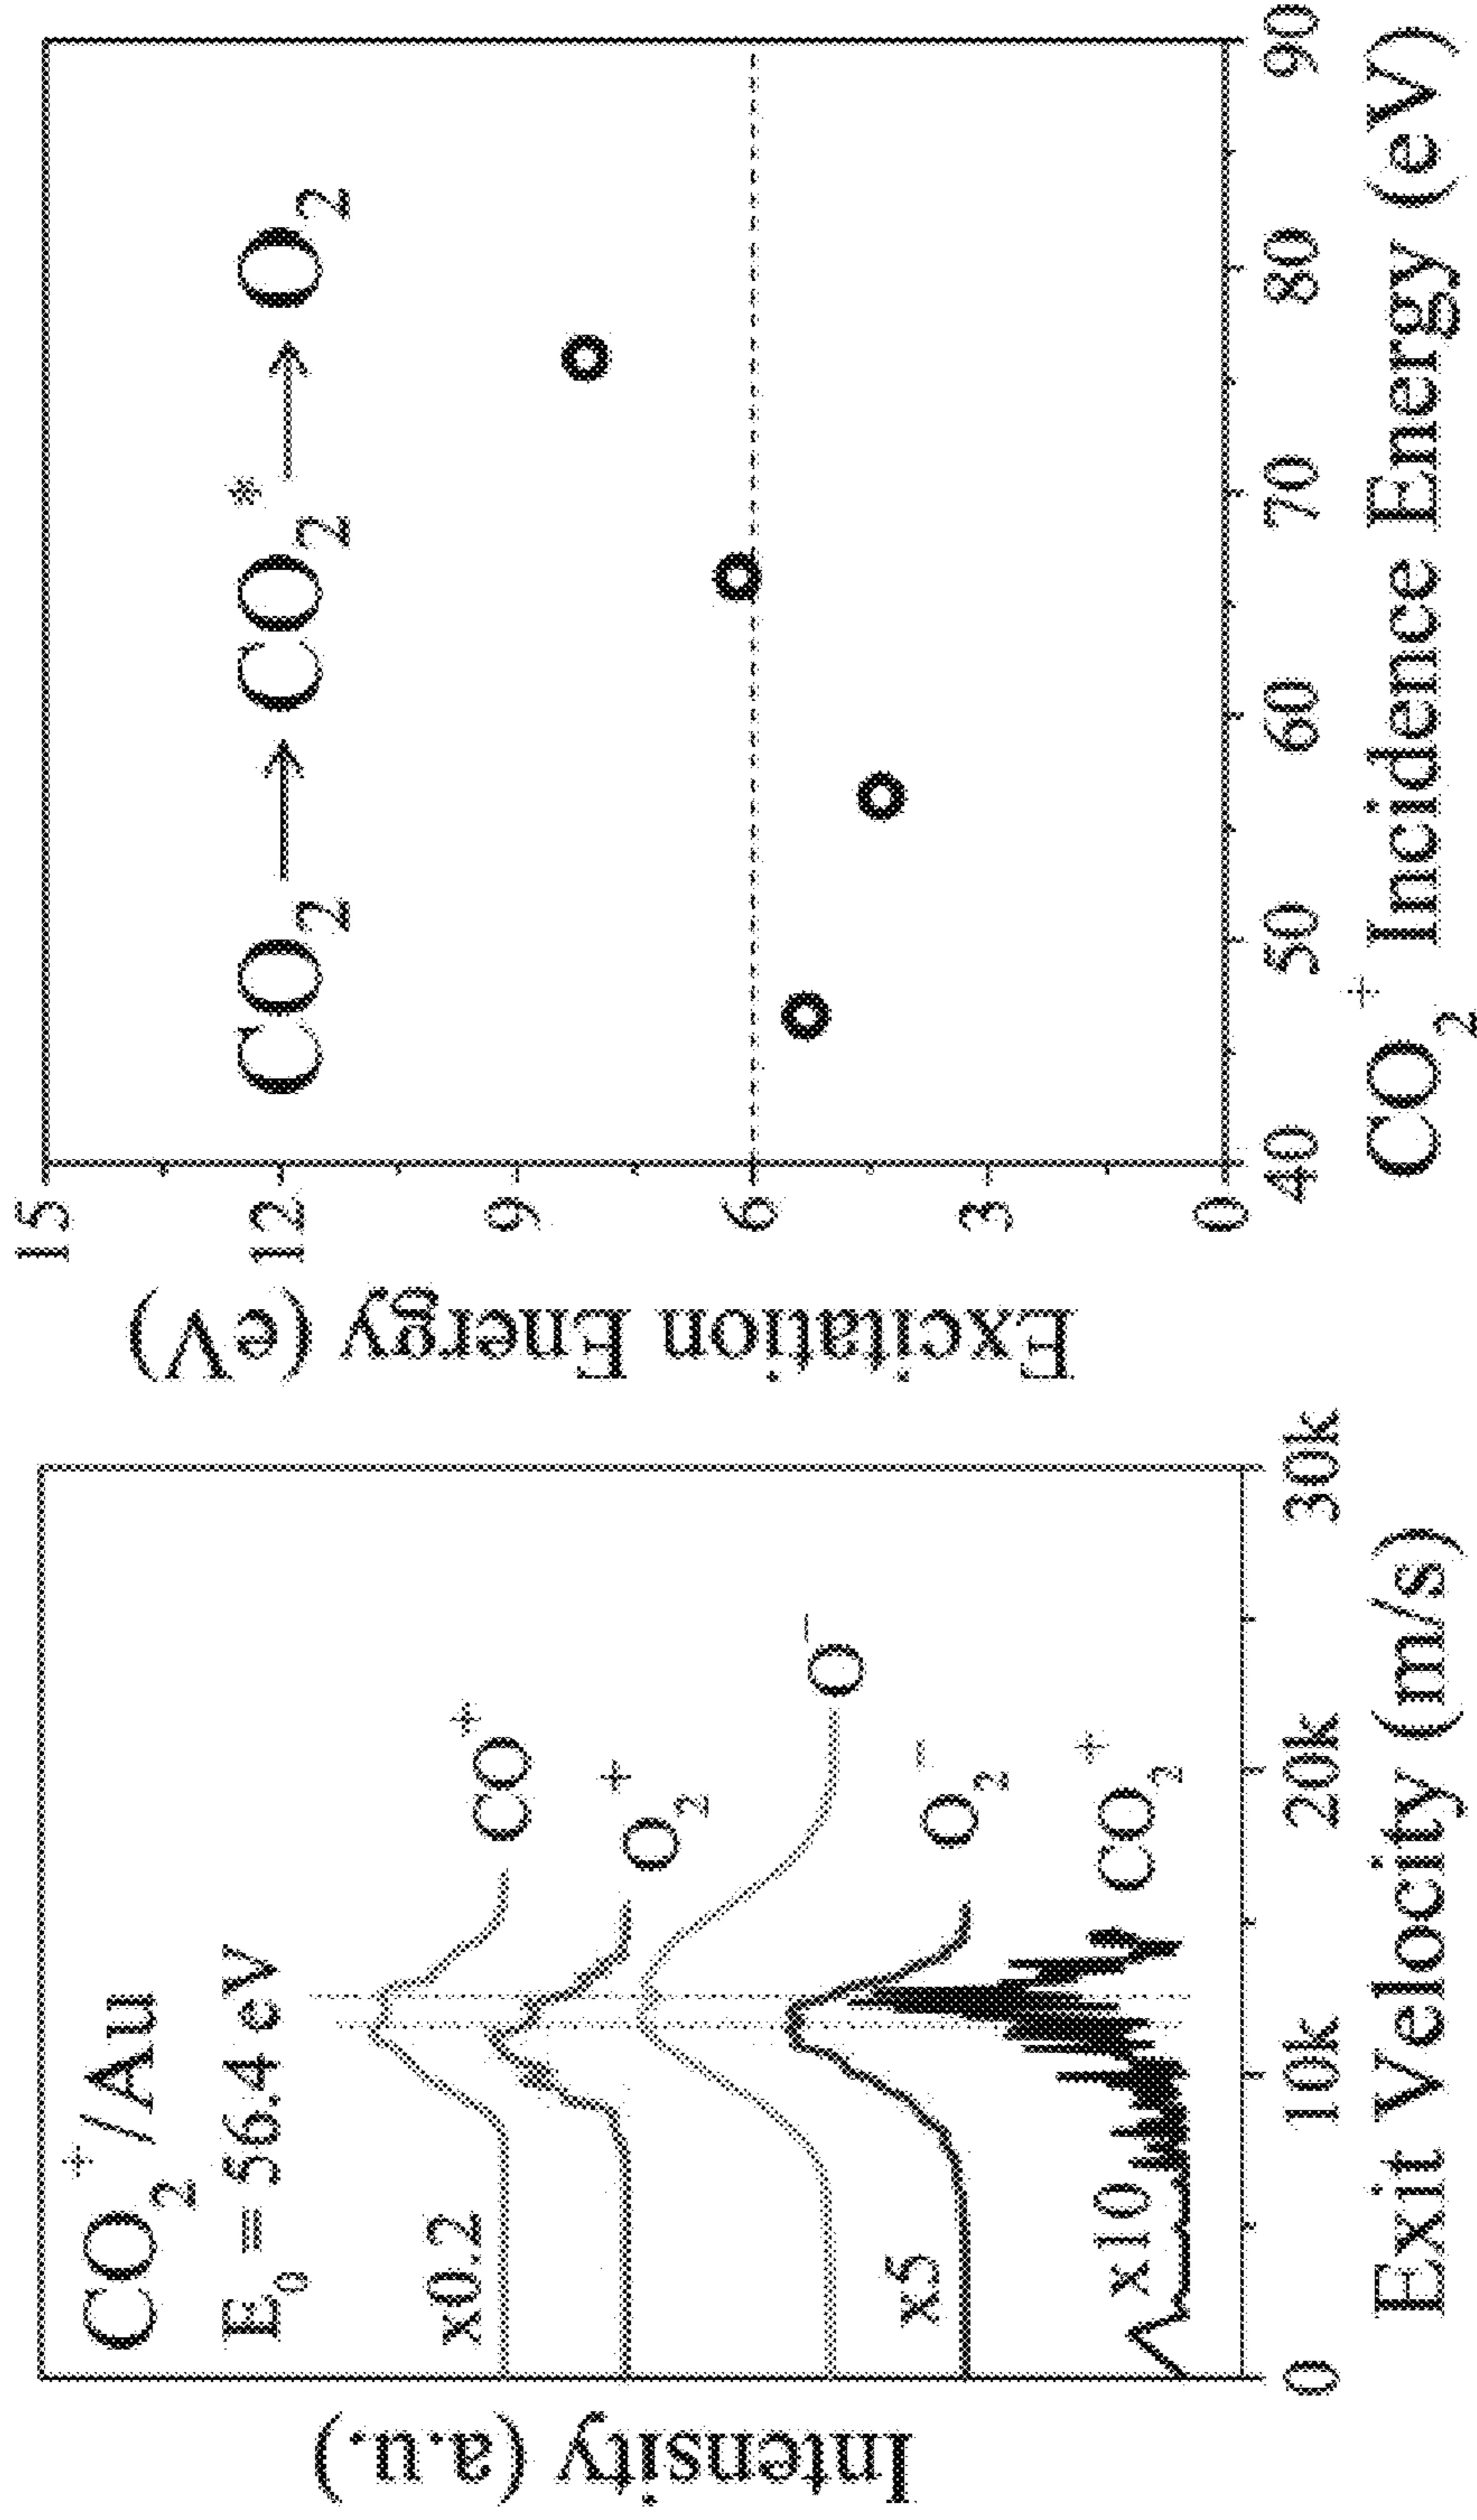 CO₂⁺/Au
E₀ = 56.4 eV
x0.2
CO⁺
O₂⁺
O⁻
x5
O₂⁻
x10
CO₂⁺
Intensity (a.u.)
0 10k 20k 30k
Exit Velocity (m/s)
CO₂ → CO₂* → O₂
15
12
9
6
3
0
Excitation Energy (eV)
40 50 60 70 80 90
CO₂⁺ Incidence Energy (eV)